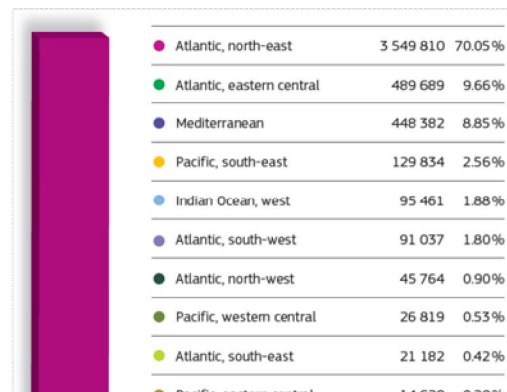 Atlantic, north-east 3 549 810 70.05%
Atlantic, eastern central 489 689 9.66%
Mediterranean 448 382 8.85%
Pacific, south-east 129 834 2.56%
Indian Ocean, west 95 461 1.88%
Atlantic, south-west 91 037 1.80%
Atlantic, north-west 45 764 0.90%
Pacific, western central 26 819 0.53%
Atlantic, south-east 21 182 0.42%